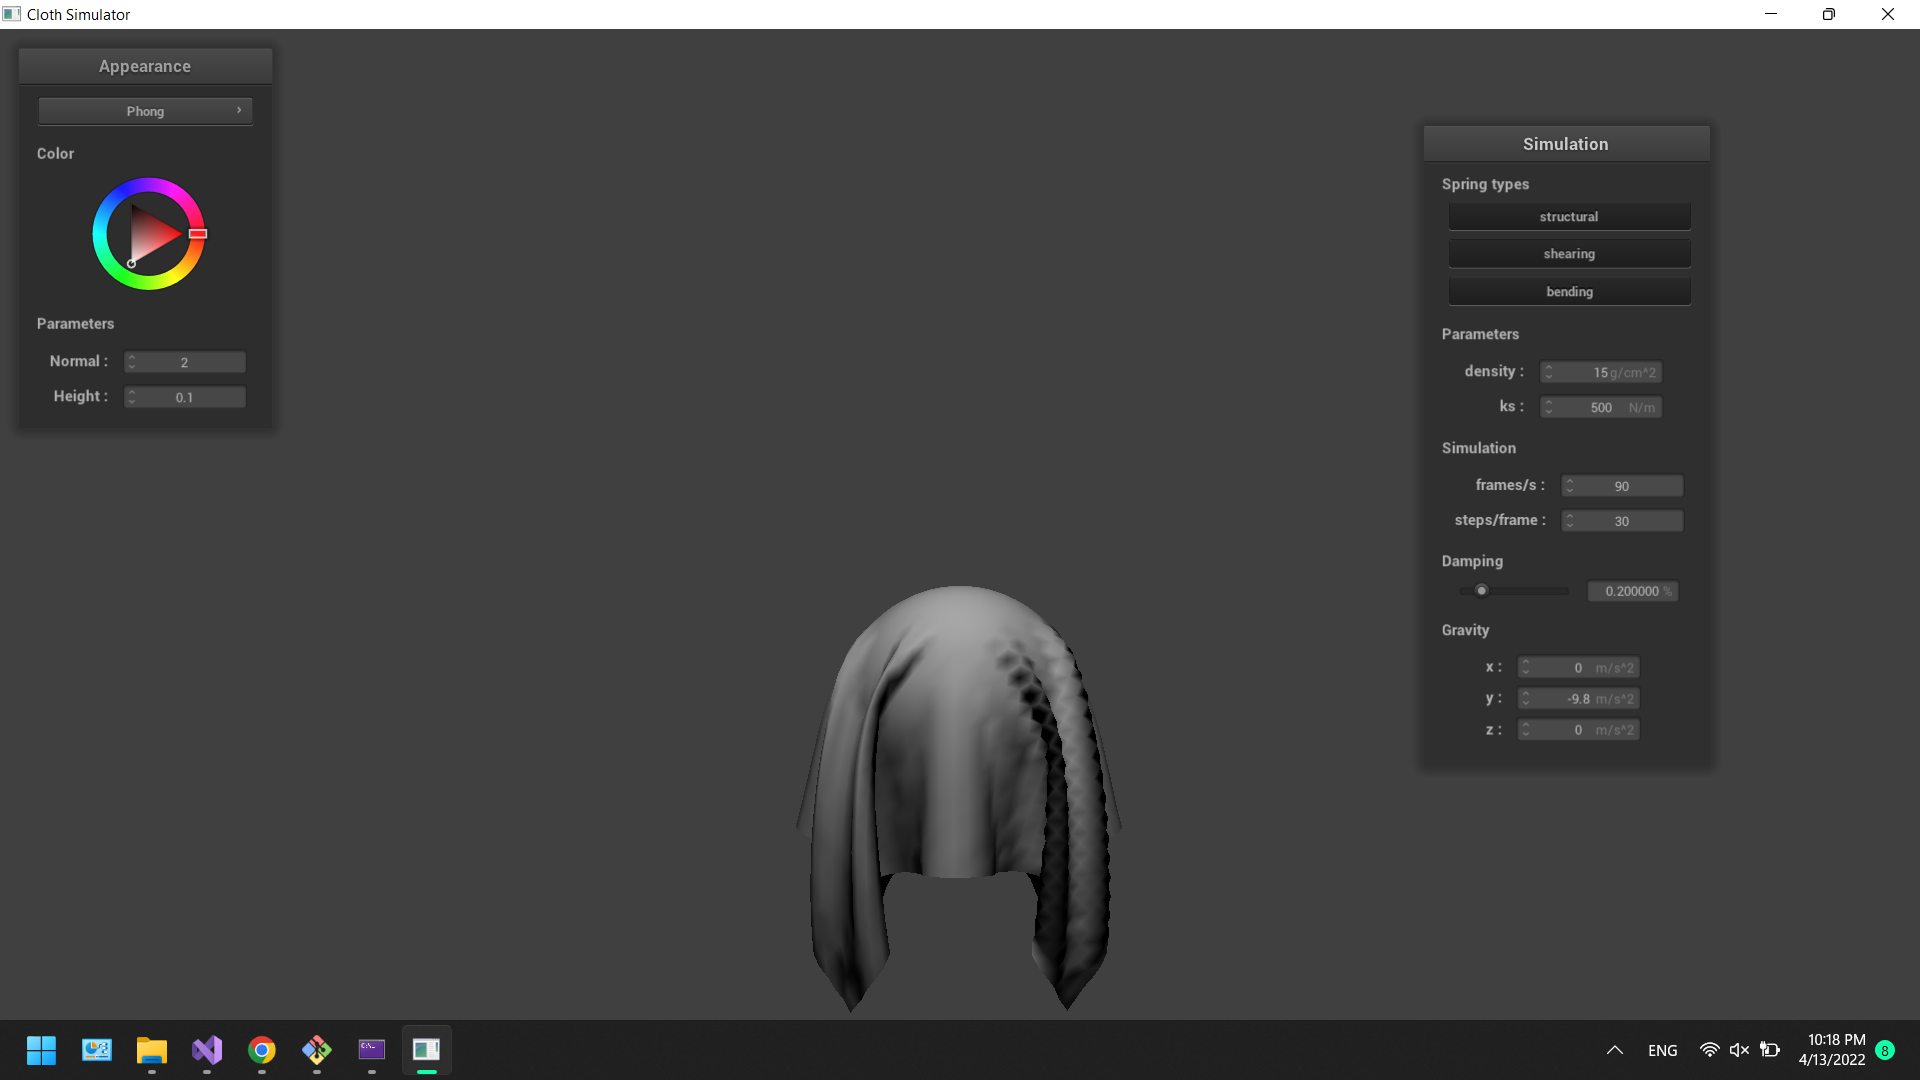 Cloth Simulator
Appearance
Phong
Color
Parameters
Normal : 2
Height : 0.1
Simulation
Spring types
structural
shearing
bending
Parameters
density : 15 g/cm^2
ks : 500 N/m
Simulation
frames/s : 90
steps/frame : 30
Damping
0.200000 %
Gravity
x : 0 m/s^2
y : -9.8 m/s^2
z : 0 m/s^2
ENG
10:18 PM
4/13/2022
8